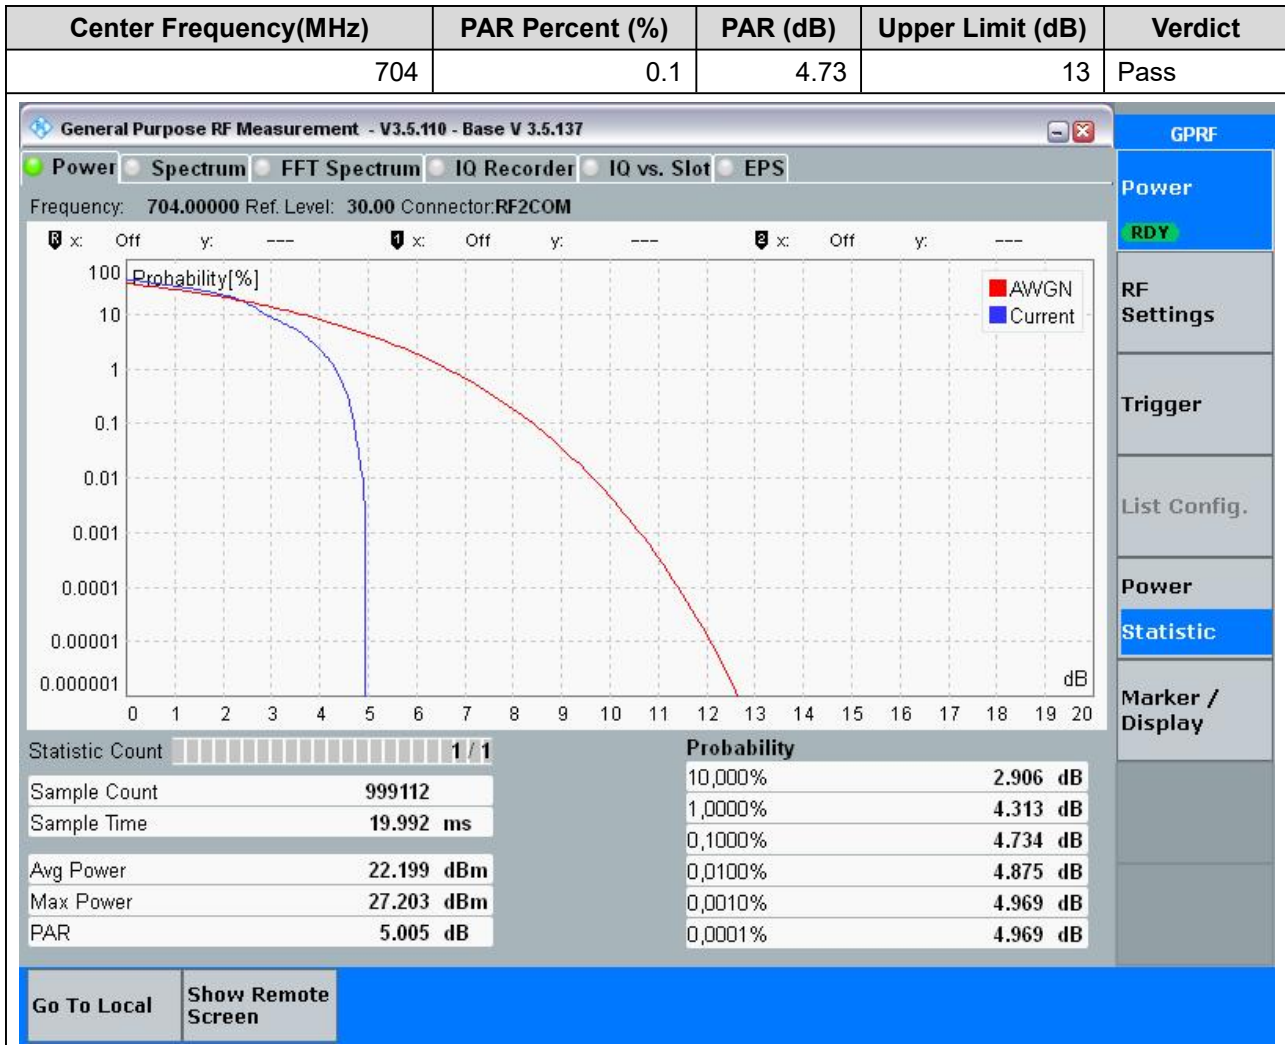 Center Frequency(MHz) PAR Percent (%) PAR (dB) Upper Limit (dB) Verdict
704 0.1 4.73 13 Pass
General Purpose RF Measurement - V3.5.110 - Base V 3.5.137
GPRF
Power Spectrum FFT Spectrum IQ Recorder IQ vs. Slot EPS
Frequency: 704.00000 Ref. Level: 30.00 Connector:RF2COM
R x: Off y: --- 1 x: Off y: --- 2 x: Off y: ---
Probability[%]
AWGN
Current
100
10
1
0.1
0.01
0.001
0.0001
0.00001
0.000001
dB
0 1 2 3 4 5 6 7 8 9 10 11 12 13 14 15 16 17 18 19 20
Power
RDY
RF
Settings
Trigger
List Config.
Power
Statistic
Marker /
Display
Statistic Count 1 / 1
Sample Count 999112
Sample Time 19.992 ms
Avg Power 22.199 dBm
Max Power 27.203 dBm
PAR 5.005 dB
Probability
10,000% 2.906 dB
1,0000% 4.313 dB
0,1000% 4.734 dB
0,0100% 4.875 dB
0,0010% 4.969 dB
0,0001% 4.969 dB
Go To Local
Show Remote
Screen